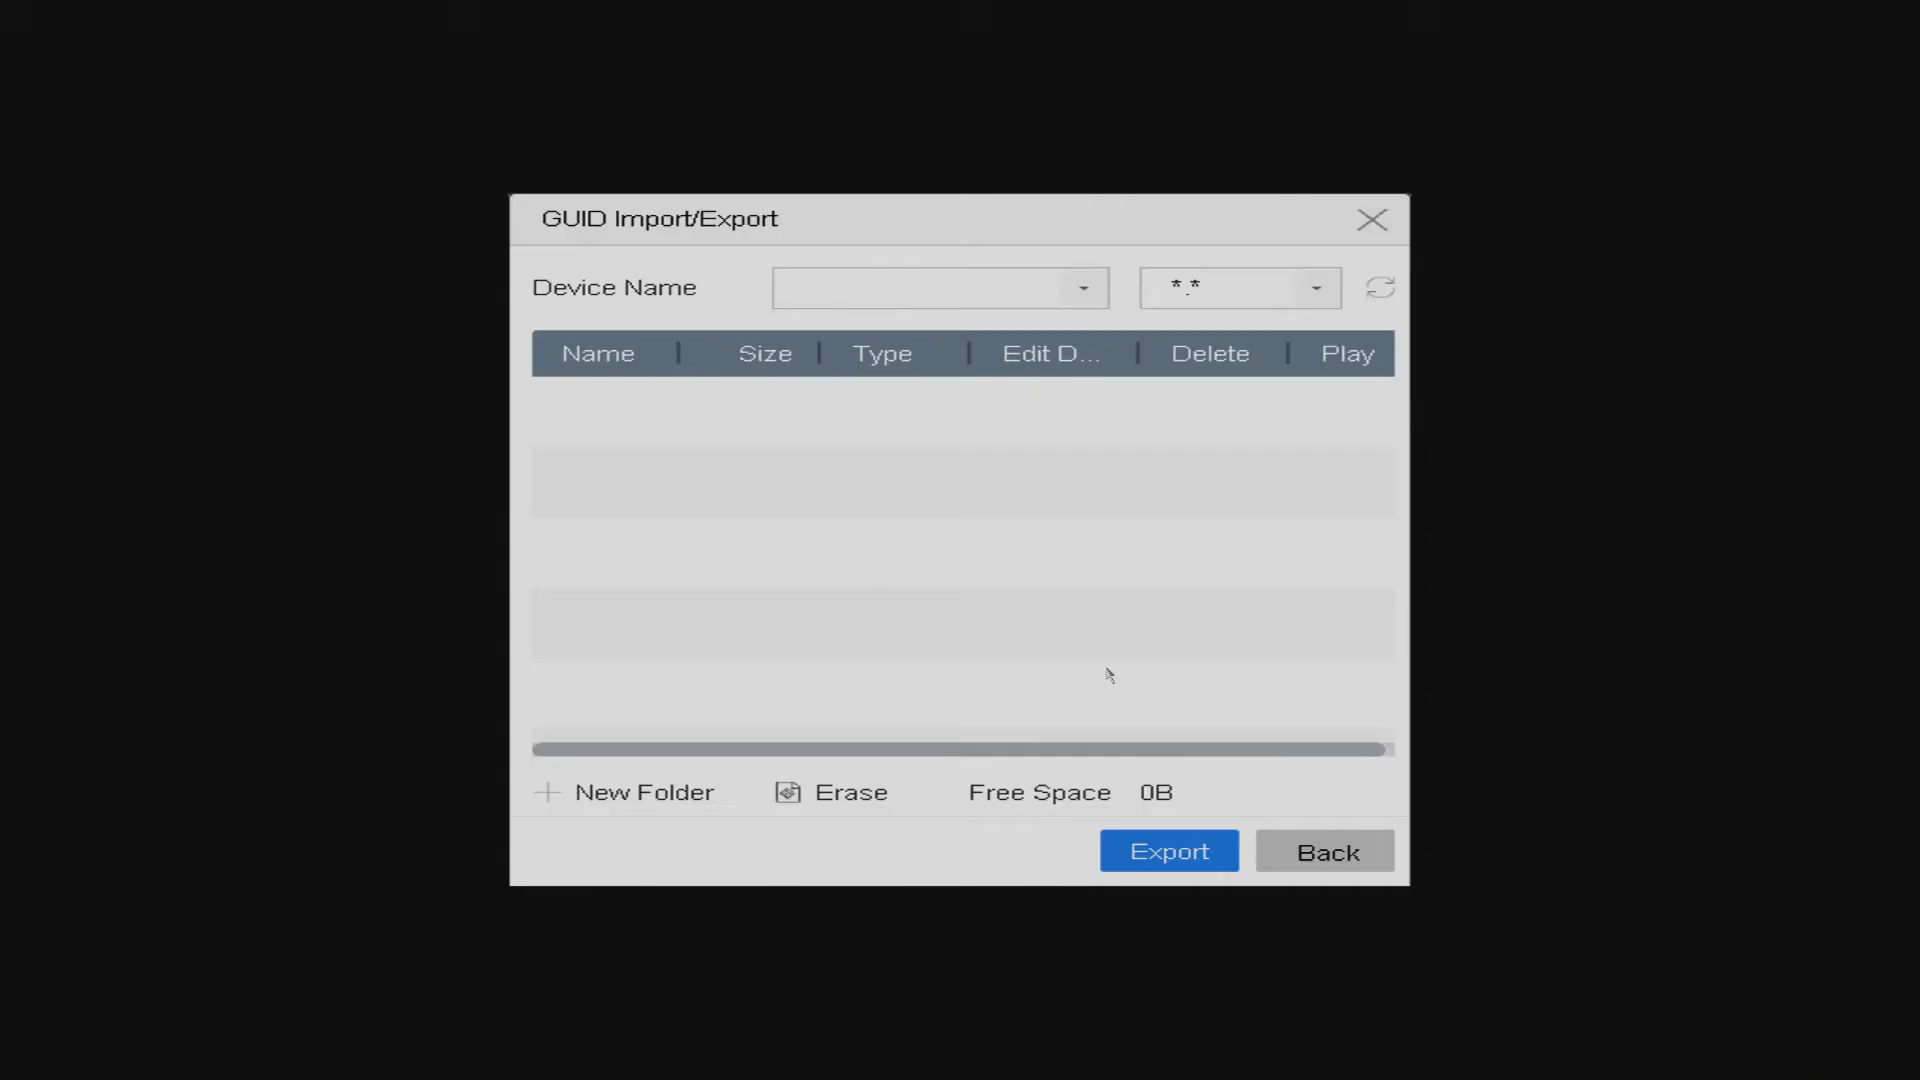 GUID Import/Export
Device Name *.*
Name Size Type Edit D... Delete Play
New Folder Erase Free Space 0B
Export Back